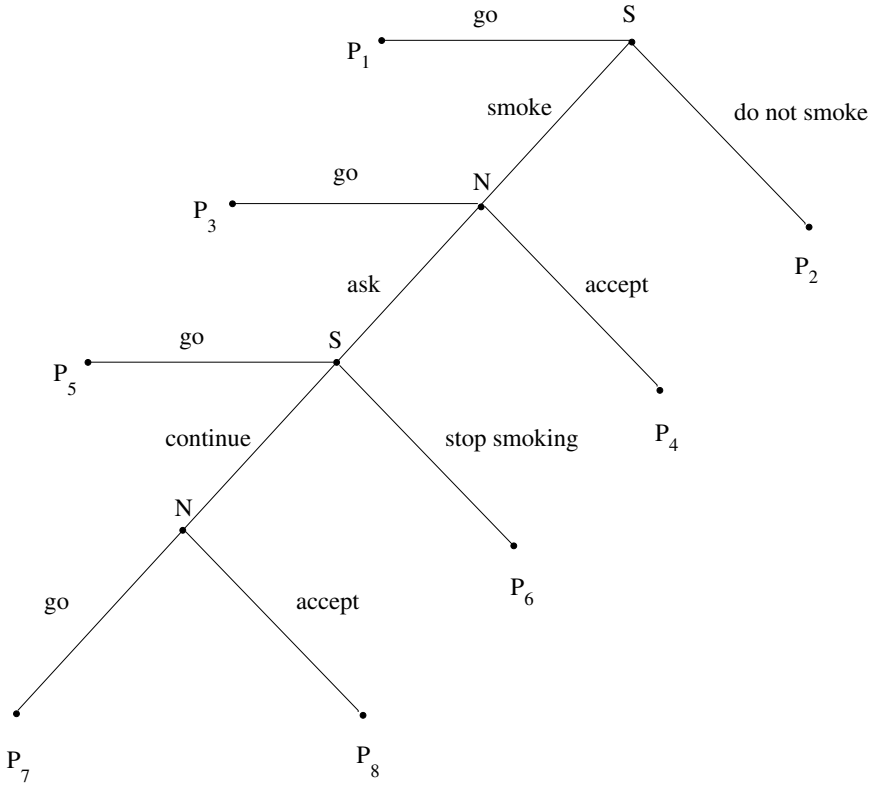 S
go
P1
smoke
do not smoke
N
go
P3
P2
ask
accept
S
go
P5
P4
continue
stop smoking
N
P6
go
accept
P7
P8